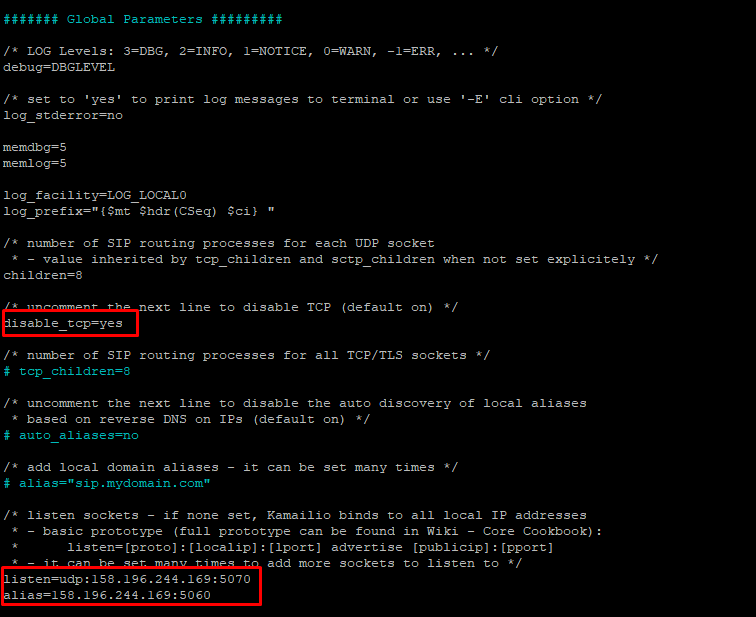 ####### Global Parameters #########
/* LOG Levels: 3=DBG, 2=INFO, 1=NOTICE, 0=WARN, -1=ERR, ... */
debug=DBGLEVEL
/* set to 'yes' to print log messages to terminal or use '-E' cli option */
log_stderror=no
memdbg=5
memlog=5
log_facility=LOG_LOCAL0
log_prefix="{$mt $hdr(CSeq) $ci} "
/* number of SIP routing processes for each UDP socket
* - value inherited by tcp_children and sctp_children when not set explicitely */
children=8
/* uncomment the next line to disable TCP (default on) */
disable_tcp=yes
/* number of SIP routing processes for all TCP/TLS sockets */
# tcp_children=8
/* uncomment the next line to disable the auto discovery of local aliases
* based on reverse DNS on IPs (default on) */
# auto_aliases=no
/* add local domain aliases - it can be set many times */
# alias="sip.mydomain.com"
/* listen sockets - if none set, Kamailio binds to all local IP addresses
* - basic prototype (full prototype can be found in Wiki - Core Cookbook):
*      listen=[proto]:[localip]:[lport] advertise [publicip]:[pport]
* - it can be set many times to add more sockets to listen to */
listen=udp:158.196.244.169:5070
alias=158.196.244.169:5060